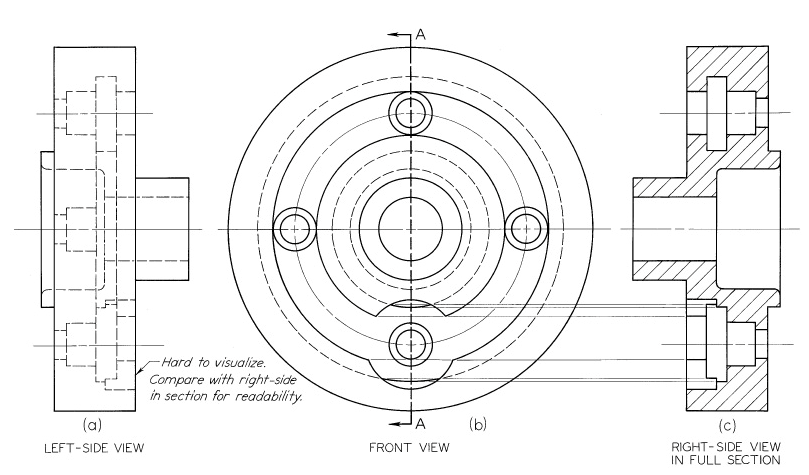 A
Hard to visualize.
Compare with right-side
in section for readability.
A
(a)
(b)
(c)
LEFT-SIDE VIEW
FRONT VIEW
RIGHT-SIDE VIEW
IN FULL SECTION